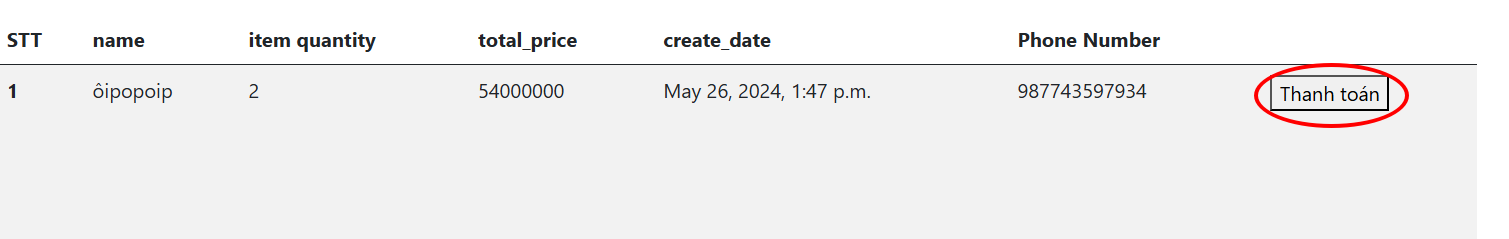 STT name item quantity total_price create_date Phone Number
1 ôipopoip 2 54000000 May 26, 2024, 1:47 p.m. 987743597934 Thanh toán